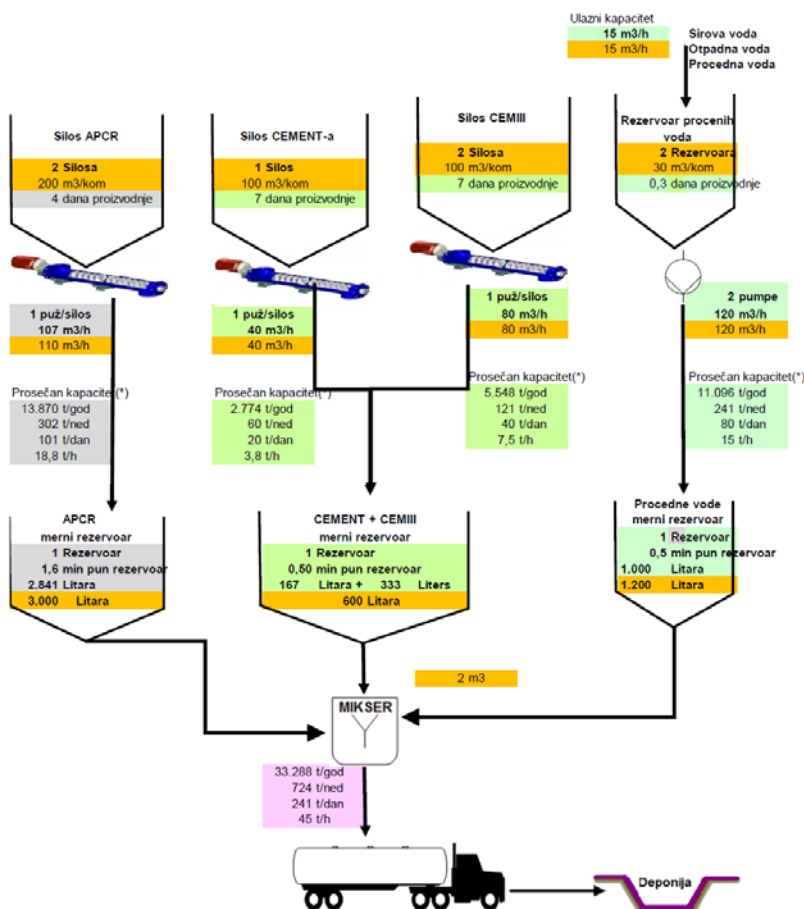 Ulazni kapacitet
15 m3/h
15 m3/h
Sirova voda
Otpadna voda
Procedna voda
Silos APCR
2 Silosa
200 m3/kom
4 dana proizvodnje
Silos CEMENT-a
1 Silos
100 m3/kom
7 dana proizvodnje
Silos CEMIII
2 Silosa
100 m3/kom
7 dana proizvodnje
Rezervoar procenih
voda
2 Rezervoara
30 m3/kom
0,3 dana proizvodnje
1 puž/silos
107 m3/h
110 m3/h
1 puž/silos
40 m3/h
40 m3/h
1 puž/silos
80 m3/h
80 m3/h
2 pumpe
120 m3/h
120 m3/h
Prosečan kapacitet(*)
13.870 t/god
302 t/ned
101 t/dan
18,8 t/h
Prosečan kapacitet(*)
2.774 t/god
60 t/ned
20 t/dan
3,8 t/h
Prosečan kapacitet(*)
5.548 t/god
121 t/ned
40 t/dan
7,5 t/h
Prosečan kapacitet(*)
11.096 t/god
241 t/ned
80 t/dan
15 t/h
APCR
merni rezervoar
1 Rezervoar
1,6 min pun rezervoar
2.841 Litara
3.000 Litara
CEMENT + CEMIII
merni rezervoar
1 Rezervoar
0,50 min pun rezervoar
167 Litara + 333 Liters
600 Litara
Procedne vode
merni rezervoar
1 Rezervoar
0,5 min pun rezervoar
1.000 Litara
1.200 Litara
2 m3
MIKSER
33.288 t/god
724 t/ned
241 t/dan
45 t/h
Deponija